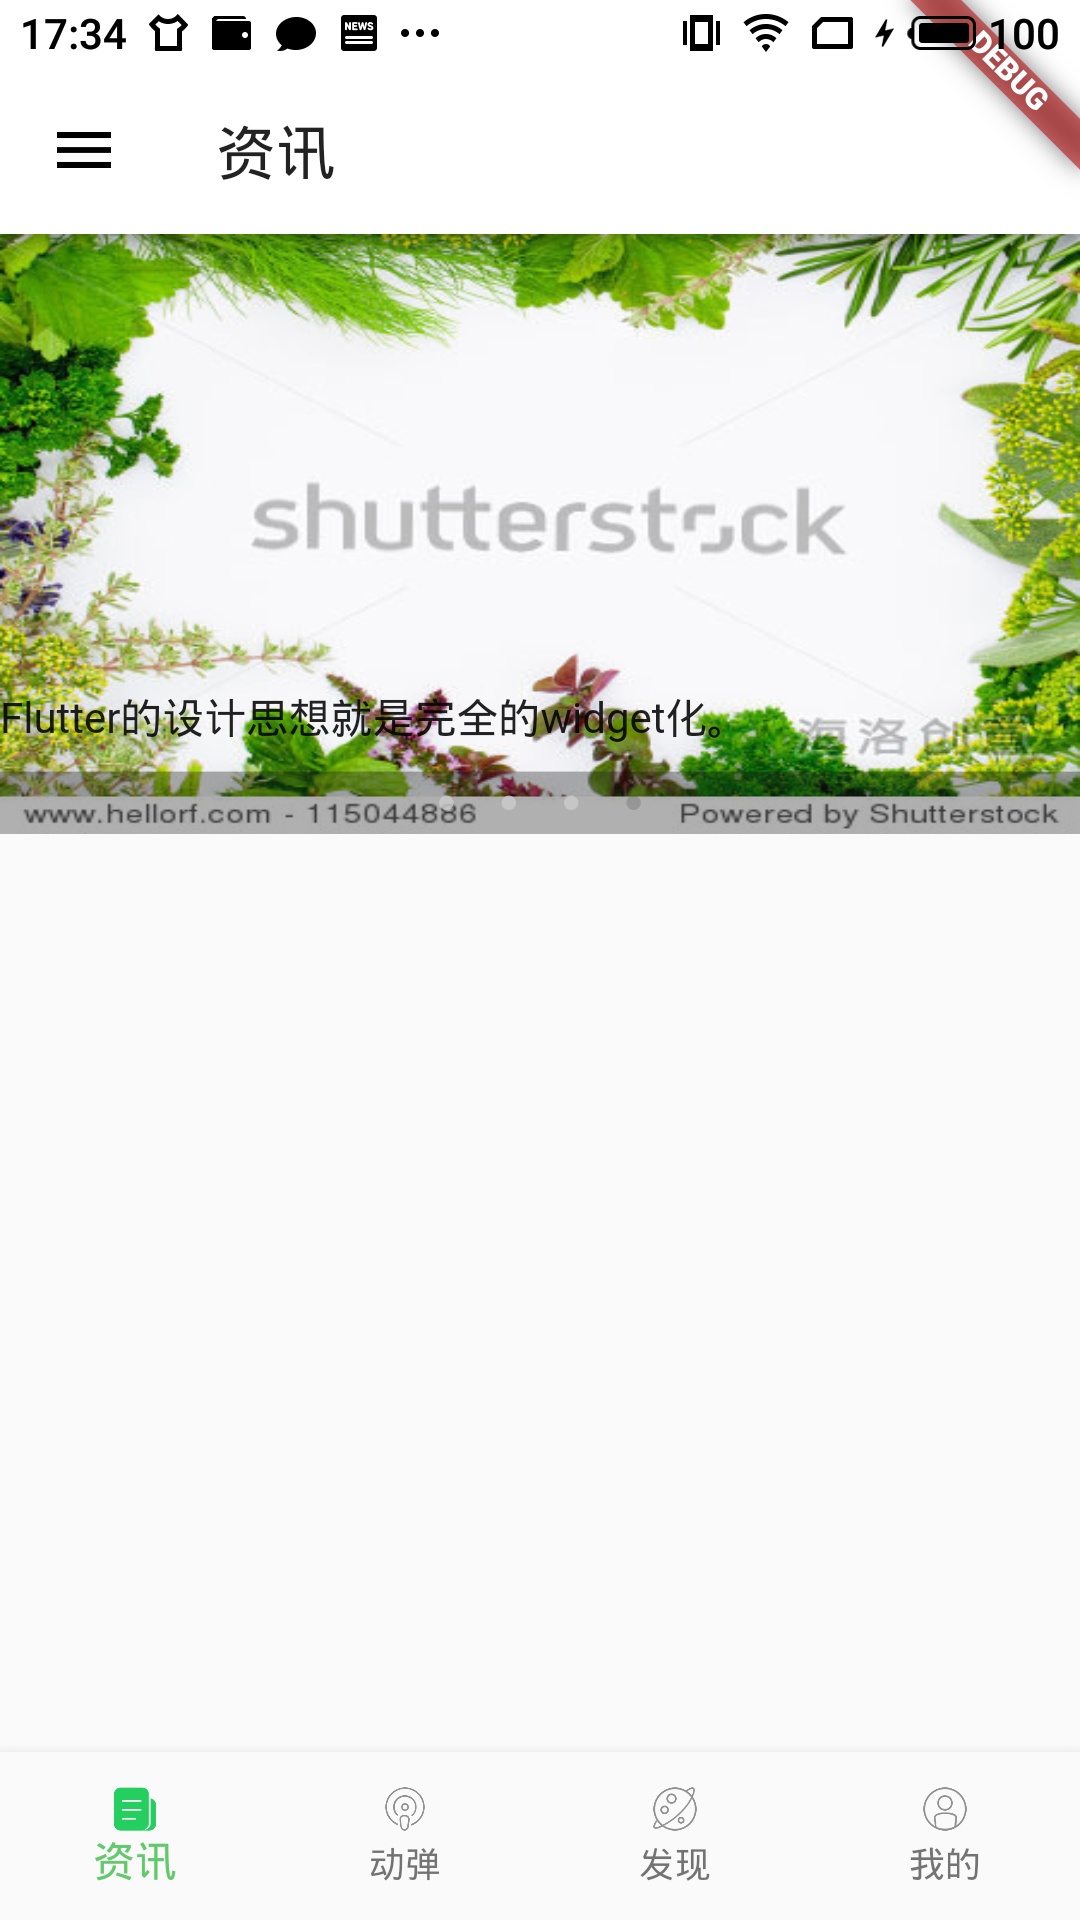 17:34 NEWS 100
DEBUG
资讯
shutterstock
Flutter的设计思想就是完全的widget化。
海洛创意
www.hellorf.com - 115044886 Powered by Shutterstock
资讯 动弹 发现 我的